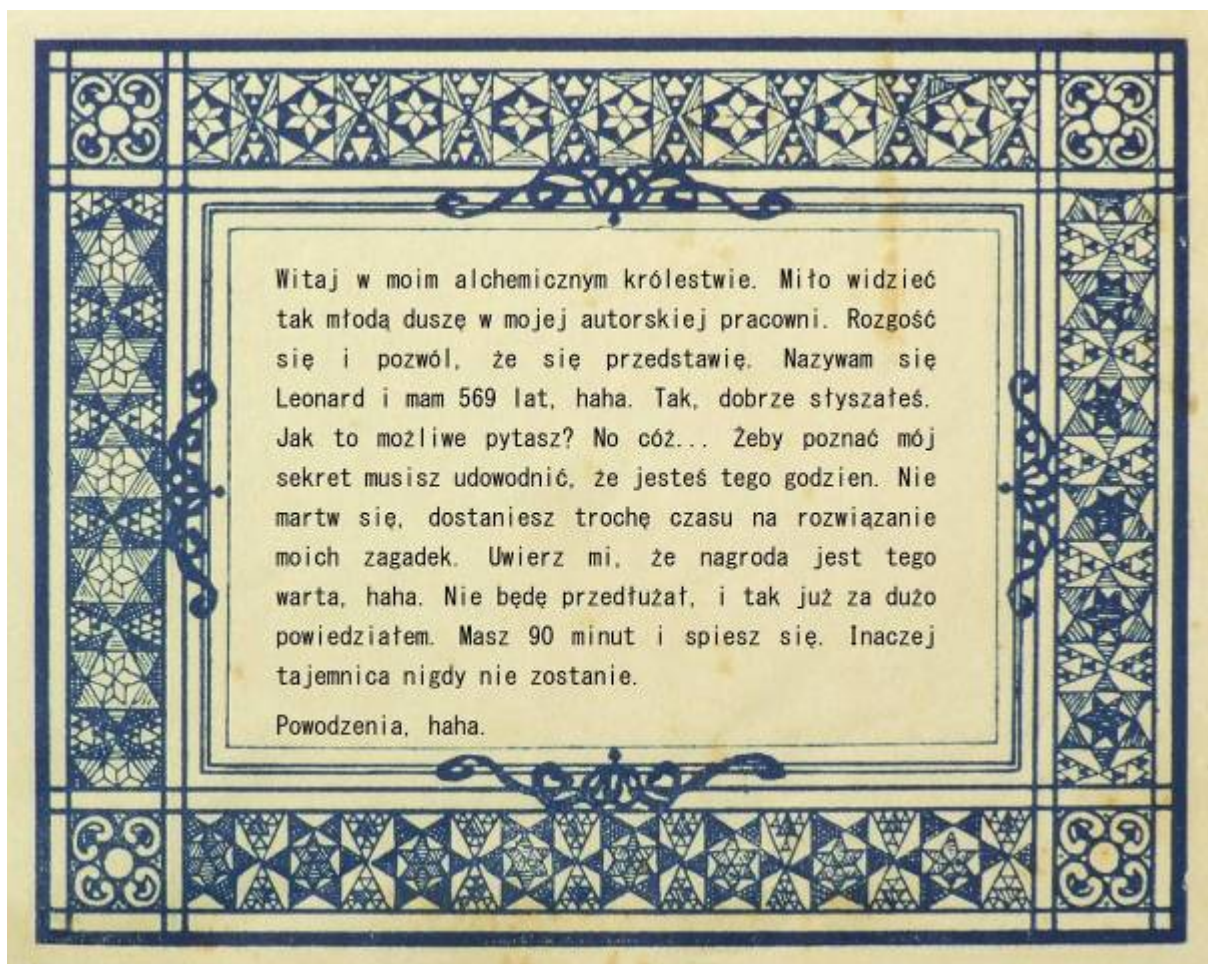 Witaj w moim alchemicznym królestwie. Miło widzieć
tak młodą duszę w mojej autorskiej pracowni. Rozgość
się i pozwól, że się przedstawię. Nazywam się
Leonard i mam 569 lat, haha. Tak, dobrze słyszałeś.
Jak to możliwe pytasz? No cóż... Żeby poznać mój
sekret musisz udowodnić, że jesteś tego godzien. Nie
martw się, dostaniesz trochę czasu na rozwiązanie
moich zagadek. Uwierz mi, że nagroda jest tego
warta, haha. Nie będę przedłużał, i tak już za dużo
powiedziałem. Masz 90 minut i spiesz się. Inaczej
tajemnica nigdy nie zostanie.
Powodzenia, haha.